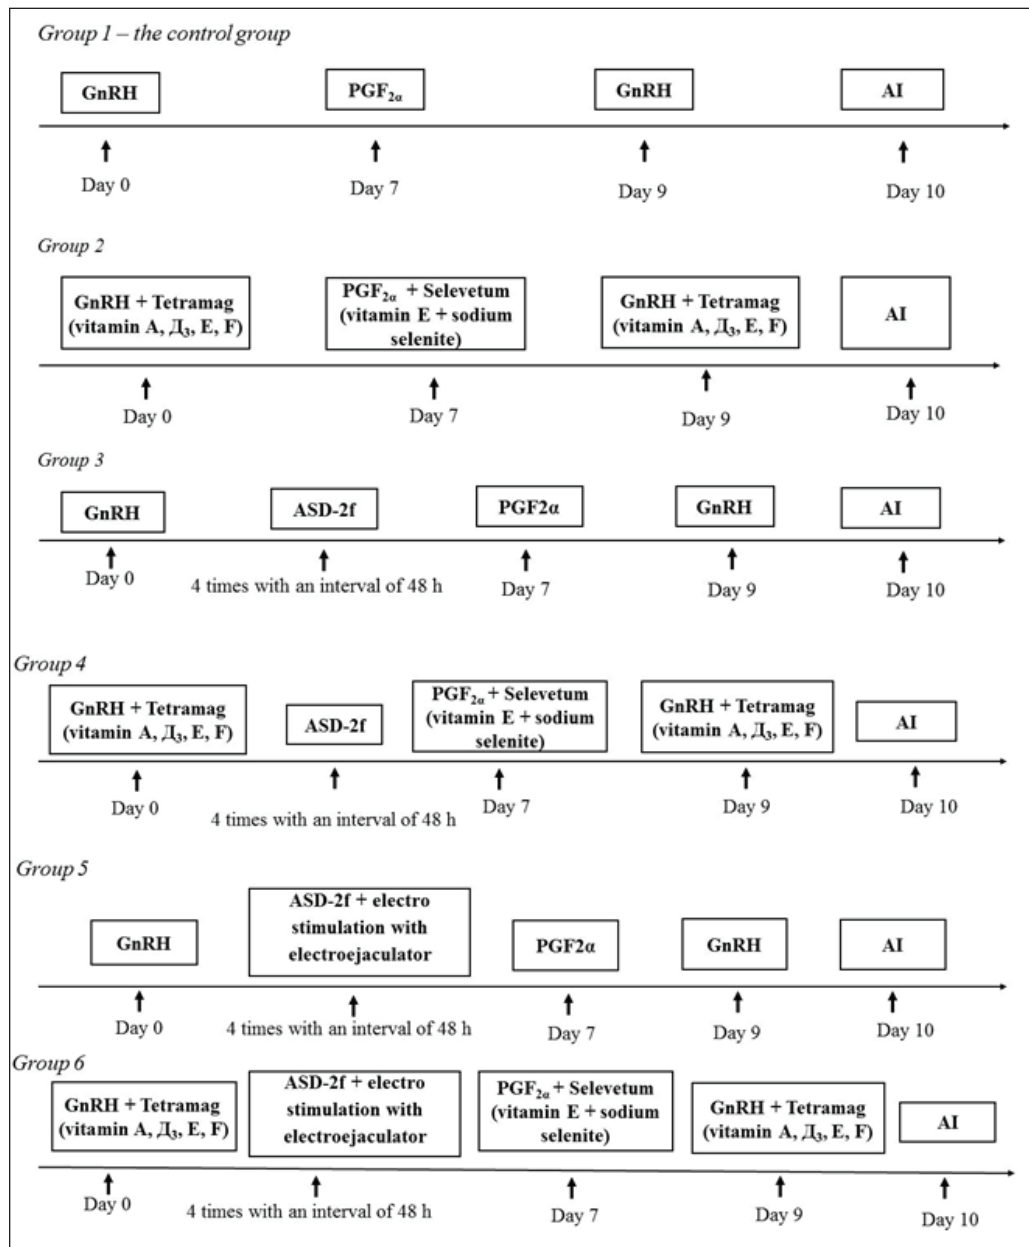 Group 1 – the control group
GnRH PGF₂α GnRH AI
Day 0 Day 7 Day 9 Day 10
Group 2
GnRH + Tetramag
(vitamin A, Д₃, E, F)
PGF₂α + Selevetum
(vitamin E + sodium
selenite)
GnRH + Tetramag
(vitamin A, Д₃, E, F)
AI
Day 0 Day 7 Day 9 Day 10
Group 3
GnRH ASD-2f PGF2α GnRH AI
Day 0 4 times with an interval of 48 h Day 7 Day 9 Day 10
Group 4
GnRH + Tetramag
(vitamin A, Д₃, E, F)
ASD-2f
PGF₂α + Selevetum
(vitamin E + sodium
selenite)
GnRH + Tetramag
(vitamin A, Д₃, E, F)
AI
Day 0 4 times with an interval of 48 h Day 7 Day 9 Day 10
Group 5
GnRH
ASD-2f + electro
stimulation with
electroejaculator
PGF2α
GnRH
AI
Day 0 4 times with an interval of 48 h Day 7 Day 9 Day 10
Group 6
GnRH + Tetramag
(vitamin A, Д₃, E, F)
ASD-2f + electro
stimulation with
electroejaculator
PGF₂α + Selevetum
(vitamin E + sodium
selenite)
GnRH + Tetramag
(vitamin A, Д₃, E, F)
AI
Day 0 4 times with an interval of 48 h Day 7 Day 9 Day 10